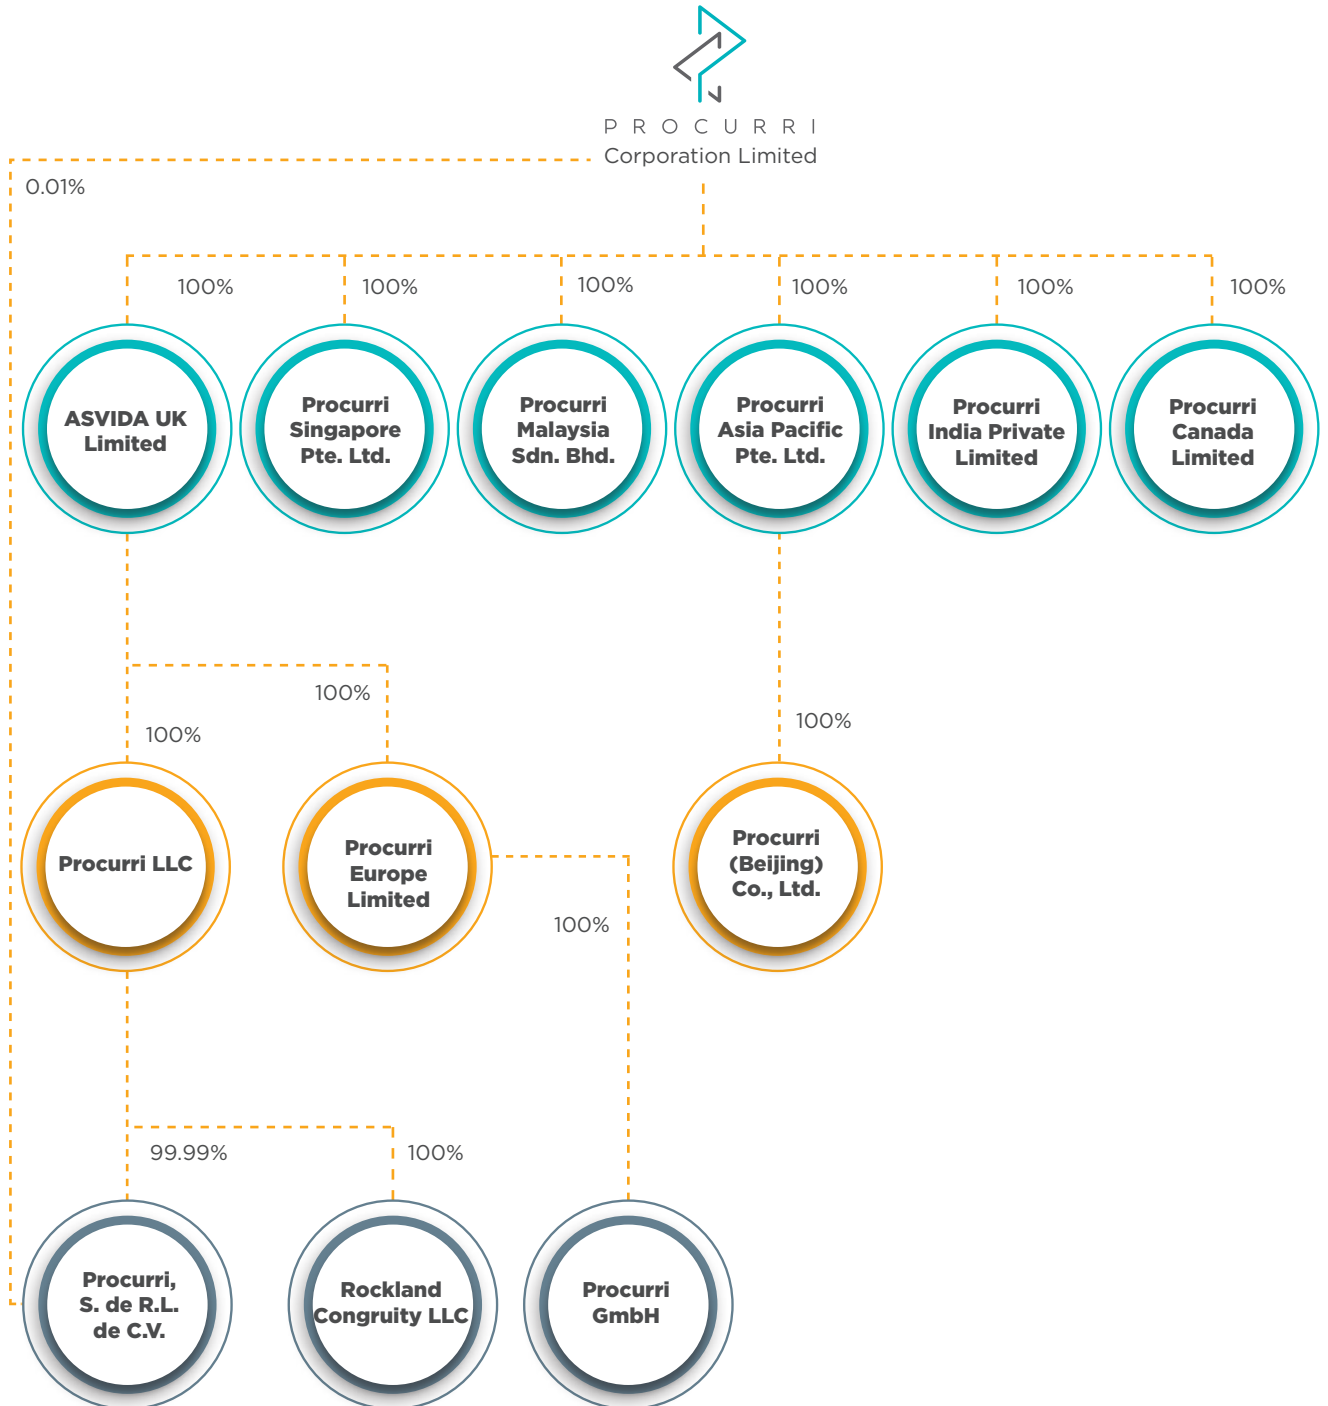 PROCURRI
Corporation Limited
0.01%
100%
100%
100%
100%
100%
100%
ASVIDA UK
Limited
Procurri
Singapore
Pte. Ltd.
Procurri
Malaysia
Sdn. Bhd.
Procurri
Asia Pacific
Pte. Ltd.
Procurri
India Private
Limited
Procurri
Canada
Limited
100%
100%
100%
Procurri LLC
Procurri
Europe
Limited
Procurri
(Beijing)
Co., Ltd.
100%
99.99%
100%
Procurri,
S. de R.L.
de C.V.
Rockland
Congruity LLC
Procurri
GmbH